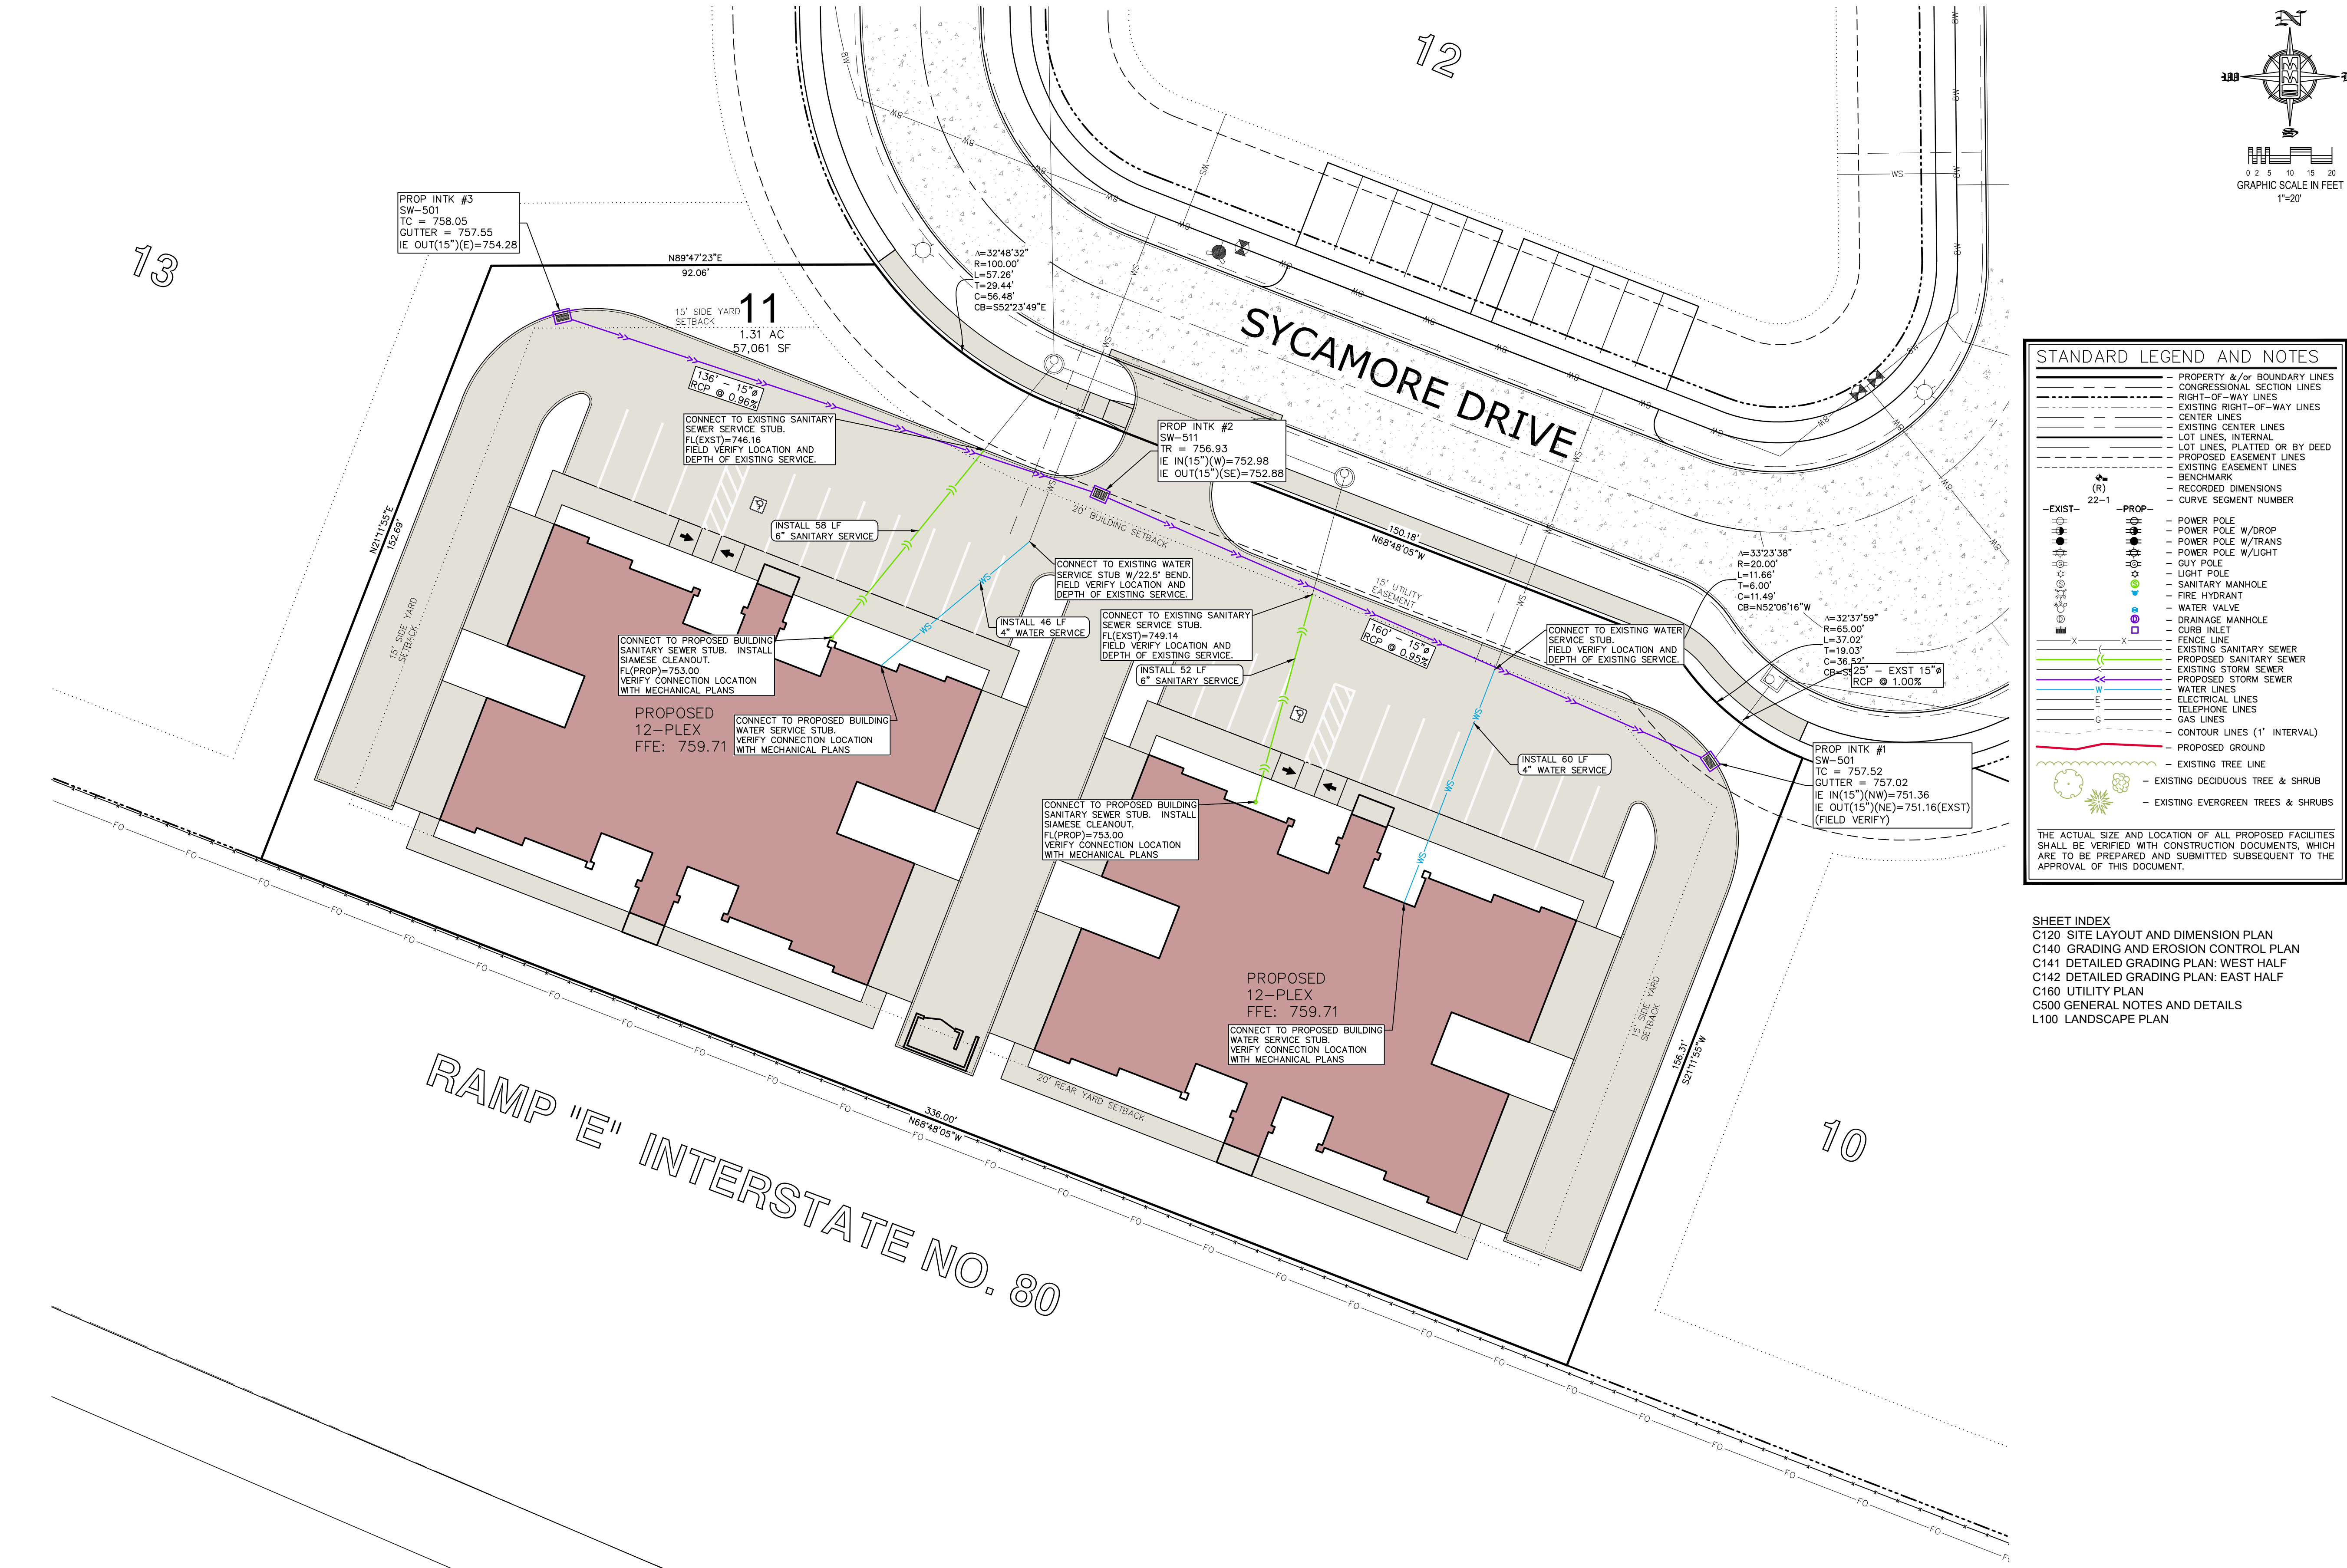 12
13
N
0 2 5 10 15 20
GRAPHIC SCALE IN FEET
1"=20'
PROP INTK #3
SW-501
TC = 758.05
GUTTER = 757.55
IE OUT(15")(E)=754.28
N89°47'23"E
92.06'
15' SIDE YARD
SETBACK
11
1.31 AC
57,061 SF
Δ=32°48'32"
R=100.00'
L=57.26'
T=29.44'
C=56.48'
CB=S52°23'49"E
SYCAMORE DRIVE
136' - 15"ø
RCP @ 0.96%
CONNECT TO EXISTING SANITARY
SEWER SERVICE STUB.
FL(EXST)=746.16
FIELD VERIFY LOCATION AND
DEPTH OF EXISTING SERVICE.
PROP INTK #2
SW-511
TR = 756.93
IE IN(15")(W)=752.98
IE OUT(15")(SE)=752.88
20' BUILDING SETBACK
INSTALL 58 LF
6" SANITARY SERVICE
N21°11'55"E
152.69'
15' SIDE YARD
SETBACK
CONNECT TO EXISTING WATER
SERVICE STUB W/22.5° BEND.
FIELD VERIFY LOCATION AND
DEPTH OF EXISTING SERVICE.
150.18'
N68°48'05"W
15' UTILITY
EASEMENT
INSTALL 46 LF
4" WATER SERVICE
CONNECT TO EXISTING SANITARY
SEWER SERVICE STUB.
FL(EXST)=749.14
FIELD VERIFY LOCATION AND
DEPTH OF EXISTING SERVICE.
INSTALL 52 LF
6" SANITARY SERVICE
160' - 15"ø
RCP @ 0.95%
CONNECT TO EXISTING WATER
SERVICE STUB.
FIELD VERIFY LOCATION AND
DEPTH OF EXISTING SERVICE.
Δ=33°23'38"
R=20.00'
L=11.66'
T=6.00'
C=11.49'
CB=N52°06'16"W
Δ=32°37'59"
R=65.00'
L=37.02'
T=19.03'
C=36.52'
25' - EXST 15"ø
RCP @ 1.00%
CONNECT TO PROPOSED BUILDING
SANITARY SEWER STUB. INSTALL
SIAMESE CLEANOUT.
FL(PROP)=753.00
VERIFY CONNECTION LOCATION
WITH MECHANICAL PLANS
PROPOSED
12-PLEX
FFE: 759.71
CONNECT TO PROPOSED BUILDING
WATER SERVICE STUB.
VERIFY CONNECTION LOCATION
WITH MECHANICAL PLANS
INSTALL 60 LF
4" WATER SERVICE
PROP INTK #1
SW-501
TC = 757.52
GUTTER = 757.02
IE IN(15")(NW)=751.36
IE OUT(15")(NE)=751.16(EXST)
(FIELD VERIFY)
CONNECT TO PROPOSED BUILDING
SANITARY SEWER STUB. INSTALL
SIAMESE CLEANOUT.
FL(PROP)=753.00
VERIFY CONNECTION LOCATION
WITH MECHANICAL PLANS
PROPOSED
12-PLEX
FFE: 759.71
CONNECT TO PROPOSED BUILDING
WATER SERVICE STUB.
VERIFY CONNECTION LOCATION
WITH MECHANICAL PLANS
15' SIDE YARD
SETBACK
156.31'
S21°11'55"W
20' REAR YARD SETBACK
336.00'
N68°48'05"W
10
RAMP "E" INTERSTATE NO. 80
STANDARD LEGEND AND NOTES
- PROPERTY &/or BOUNDARY LINES
- CONGRESSIONAL SECTION LINES
- RIGHT-OF-WAY LINES
- EXISTING RIGHT-OF-WAY LINES
- CENTER LINES
- EXISTING CENTER LINES
- LOT LINES, INTERNAL
- LOT LINES, PLATTED OR BY DEED
- PROPOSED EASEMENT LINES
- EXISTING EASEMENT LINES
- BENCHMARK
(R) - RECORDED DIMENSIONS
22-1 - CURVE SEGMENT NUMBER
-EXIST- -PROP-
- POWER POLE
- POWER POLE W/DROP
- POWER POLE W/TRANS
- POWER POLE W/LIGHT
- GUY POLE
- LIGHT POLE
- SANITARY MANHOLE
- FIRE HYDRANT
- WATER VALVE
- DRAINAGE MANHOLE
- CURB INLET
X X - FENCE LINE
- EXISTING SANITARY SEWER
- PROPOSED SANITARY SEWER
- EXISTING STORM SEWER
- PROPOSED STORM SEWER
W - WATER LINES
E - ELECTRICAL LINES
T - TELEPHONE LINES
G - GAS LINES
- CONTOUR LINES (1' INTERVAL)
- PROPOSED GROUND
- EXISTING TREE LINE
- EXISTING DECIDUOUS TREE & SHRUB
- EXISTING EVERGREEN TREES & SHRUBS
THE ACTUAL SIZE AND LOCATION OF ALL PROPOSED FACILITIES
SHALL BE VERIFIED WITH CONSTRUCTION DOCUMENTS, WHICH
ARE TO BE PREPARED AND SUBMITTED SUBSEQUENT TO THE
APPROVAL OF THIS DOCUMENT.
SHEET INDEX
C120 SITE LAYOUT AND DIMENSION PLAN
C140 GRADING AND EROSION CONTROL PLAN
C141 DETAILED GRADING PLAN: WEST HALF
C142 DETAILED GRADING PLAN: EAST HALF
C160 UTILITY PLAN
C500 GENERAL NOTES AND DETAILS
L100 LANDSCAPE PLAN